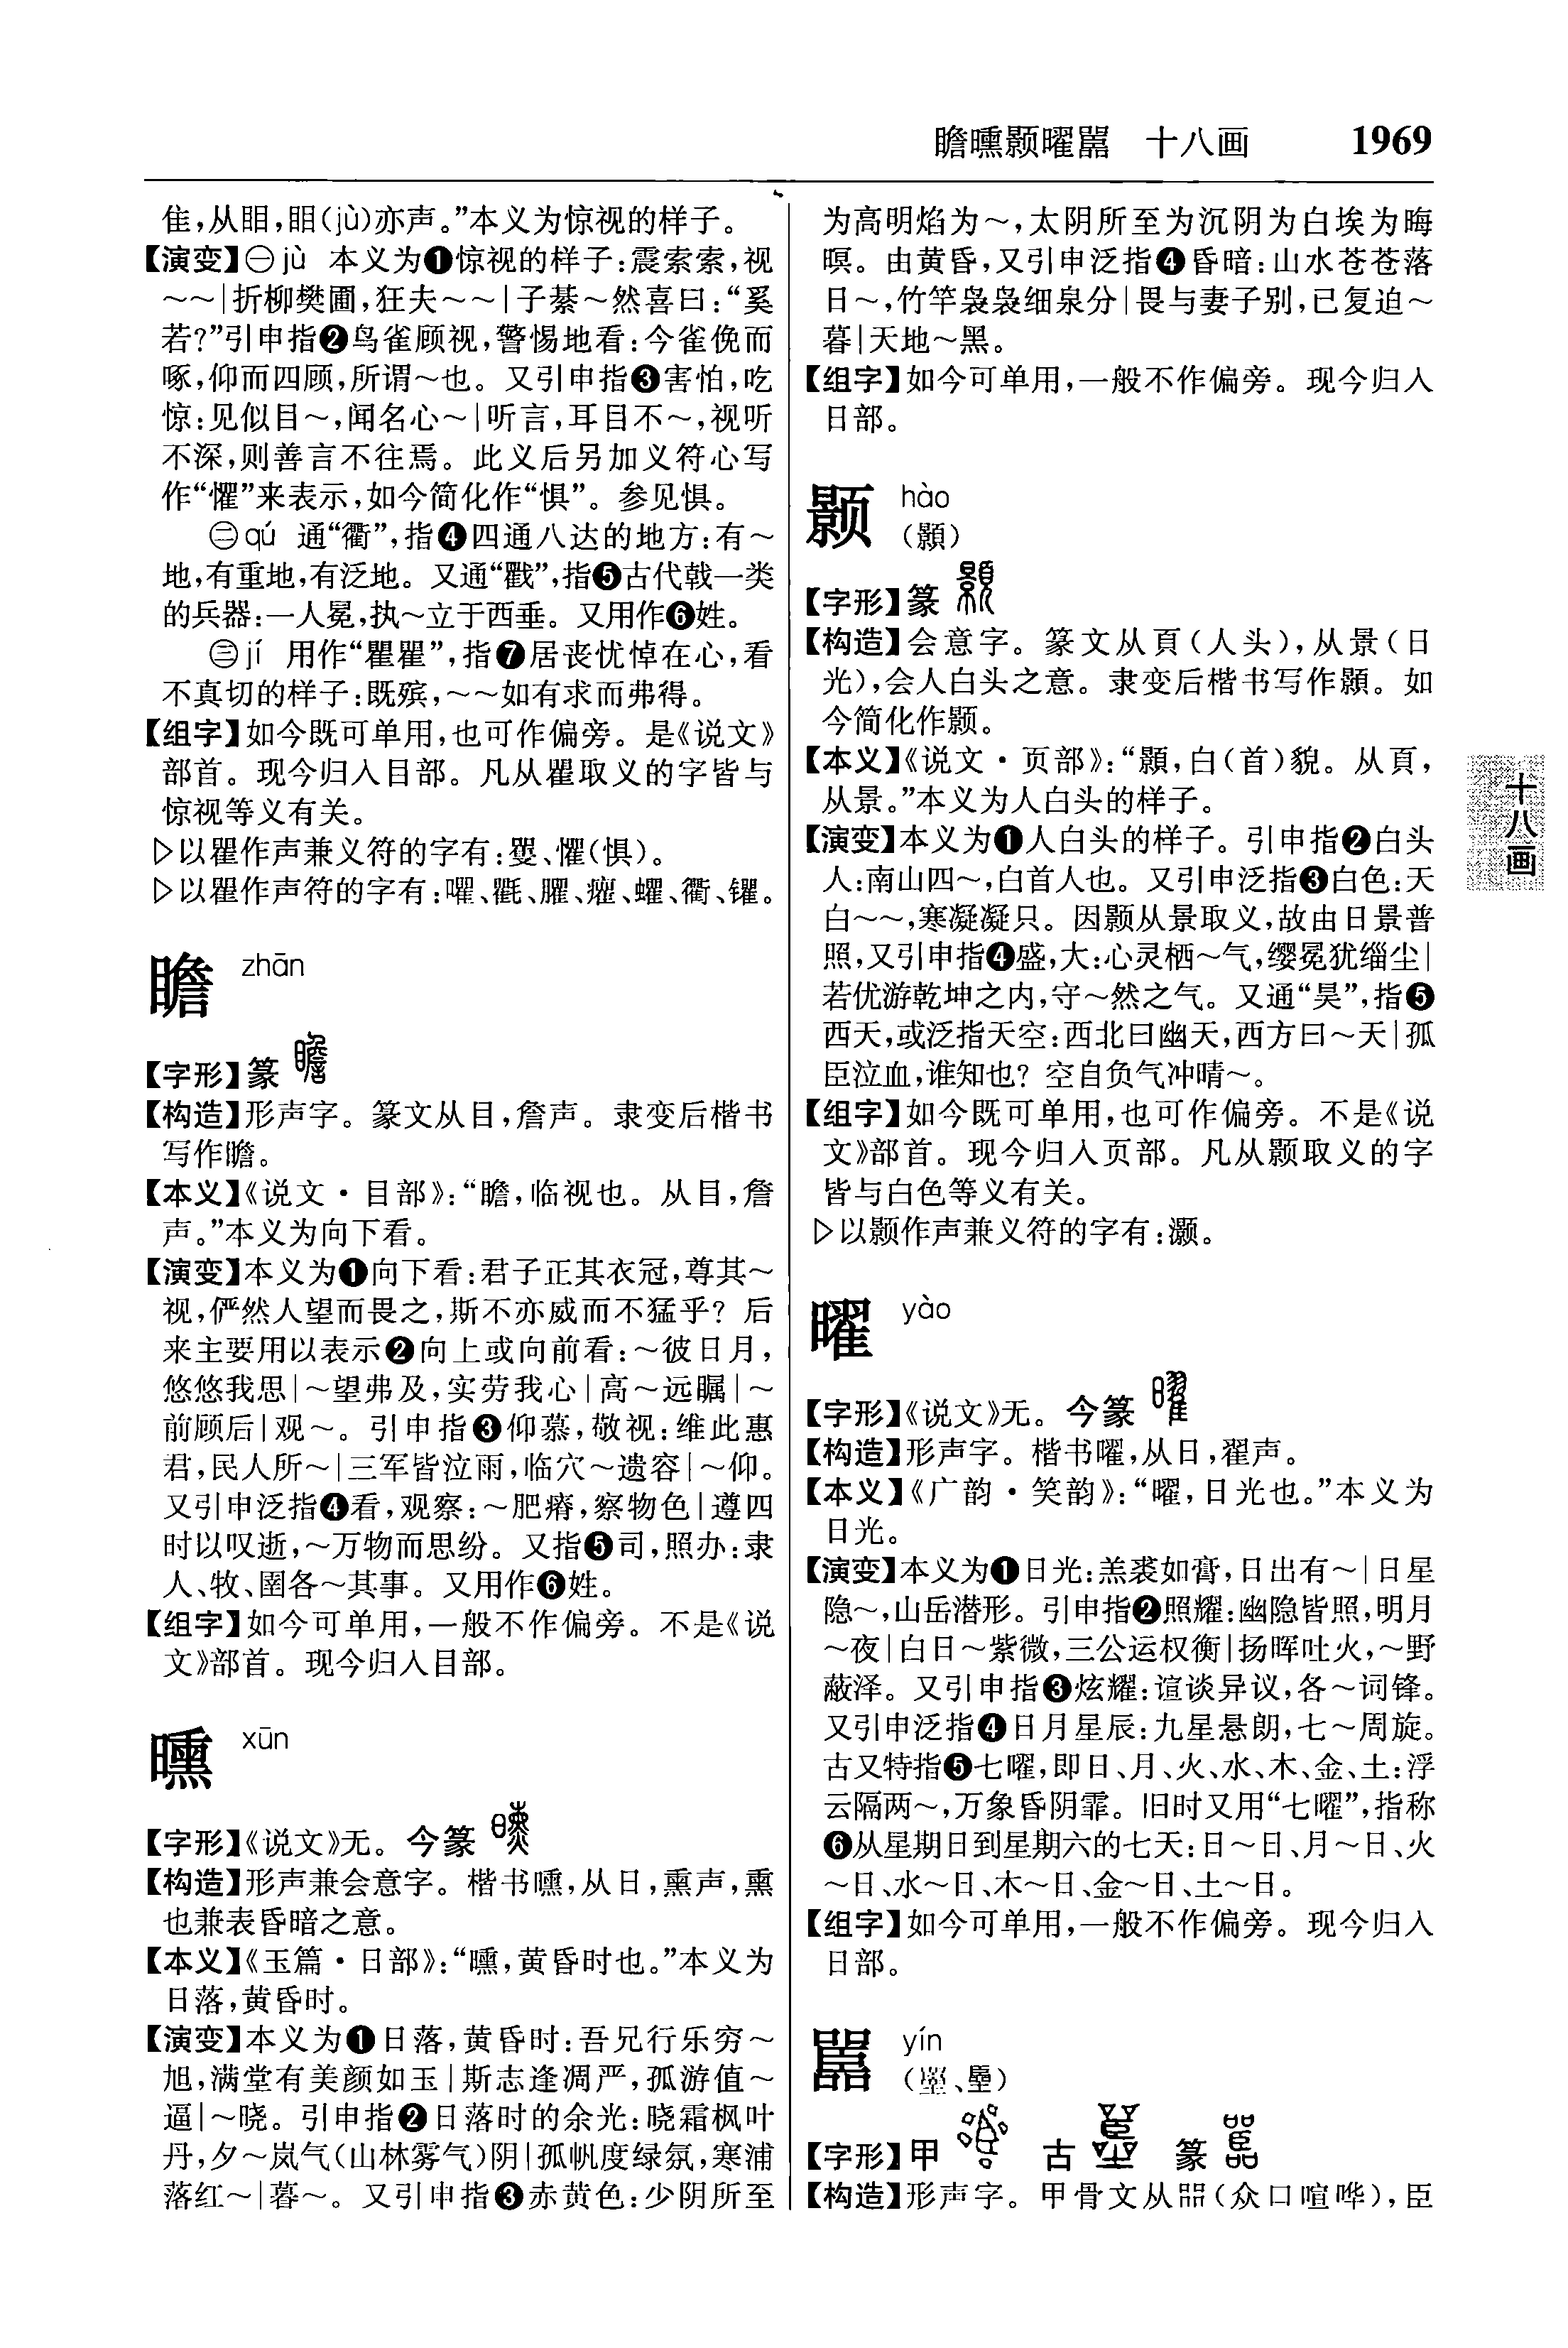 瞻曛颢曜嚚　十八画　1969
隹,从䀠,䀠(jù)亦声。”本义为惊视的样子。
【演变】㊀jù 本义为❶惊视的样子:震索索,视
～～|折柳樊圃,狂夫～～|子綦～然喜曰:“奚
若?”引申指❷鸟雀顾视,警惕地看:今雀俛而
啄,仰而四顾,所谓～也。又引申指❸害怕,吃
惊:见似目～,闻名心～|听言,耳目不～,视听
不深,则善言不往焉。此义后另加义符心写
作“懼”来表示,如今简化作“惧”。参见惧。
㊁qú 通“衢”,指❹四通八达的地方:有～
地,有重地,有泛地。又通“戵”,指❺古代戟一类
的兵器:一人冕,执～立于西垂。又用作❻姓。
㊂jí 用作“瞿瞿”,指❼居丧忧悼在心,看
不真切的样子:既殡,～～如有求而弗得。
【组字】如今既可单用,也可作偏旁。是《说文》
部首。现今归入目部。凡从瞿取义的字皆与
惊视等义有关。
▷以瞿作声兼义符的字有:矍、懼(惧)。
▷以瞿作声符的字有:㘗、氍、臞、癯、蠼、衢、镼。
瞻 zhān
【字形】篆
【构造】形声字。篆文从目,詹声。隶变后楷书
写作瞻。
【本义】《说文·目部》:“瞻,临视也。从目,詹
声。”本义为向下看。
【演变】本义为❶向下看:君子正其衣冠,尊其～
视,俨然人望而畏之,斯不亦威而不猛乎? 后
来主要用以表示❷向上或向前看:～彼日月,
悠悠我思|～望弗及,实劳我心|高～远瞩|～
前顾后|观～。引申指❸仰慕,敬视:维此惠
君,民人所～|三军皆泣雨,临穴～遗容|～仰。
又引申泛指❹看,观察:～肥瘠,察物色|遵四
时以叹逝,～万物而思纷。又指❺司,照办:隶
人、牧、圉各～其事。又用作❻姓。
【组字】如今可单用,一般不作偏旁。不是《说
文》部首。现今归入目部。
曛 xūn
【字形】《说文》无。今篆
【构造】形声兼会意字。楷书曛,从日,熏声,熏
也兼表昏暗之意。
【本义】《玉篇·日部》:“曛,黄昏时也。”本义为
日落,黄昏时。
【演变】本义为❶日落,黄昏时:吾兄行乐穷～
旭,满堂有美颜如玉|斯志逢凋严,孤游值～
逼|～晓。引申指❷日落时的余光:晓霜枫叶
丹,夕～岚气(山林雾气)阴|孤帆度绿氛,寒浦
落红～|暮～。又引申指❸赤黄色:少阴所至
为高明焰为～,太阴所至为沉阴为白埃为晦
暝。由黄昏,又引申泛指❹昏暗:山水苍苍落
日～,竹竿袅袅细泉分|畏与妻子别,已复迫～
暮|天地～黑。
【组字】如今可单用,一般不作偏旁。现今归入
日部。
颢 hào
(顥)
【字形】篆
【构造】会意字。篆文从頁(人头),从景(日
光),会人白头之意。隶变后楷书写作顥。如
今简化作颢。
【本义】《说文·页部》:“顥,白(首)貌。从頁,
从景。”本义为人白头的样子。
【演变】本义为❶人白头的样子。引申指❷白头
人:南山四～,白首人也。又引申泛指❸白色:天
白～～,寒凝凝只。因颢从景取义,故由日景普
照,又引申指❹盛,大:心灵栖～气,缨冕犹缁尘|
若优游乾坤之内,守～然之气。又通“昊”,指❺
西天,或泛指天空:西北曰幽天,西方曰～天|孤
臣泣血,谁知也? 空自负气冲晴～。
【组字】如今既可单用,也可作偏旁。不是《说
文》部首。现今归入页部。凡从颢取义的字
皆与白色等义有关。
▷以颢作声兼义符的字有:灏。
曜 yào
【字形】《说文》无。今篆
【构造】形声字。楷书曜,从日,翟声。
【本义】《广韵·笑韵》:“曜,日光也。”本义为
日光。
【演变】本义为❶日光:羔裘如膏,日出有～|日星
隐～,山岳潜形。引申指❷照耀:幽隐皆照,明月
～夜|白日～紫微,三公运权衡|扬晖吐火,～野
蔽泽。又引申指❸炫耀:谊谈异议,各～词锋。
又引申泛指❹日月星辰:九星悬朗,七～周旋。
古又特指❺七曜,即日、月、火、水、木、金、土:浮
云隔两～,万象昏阴霏。旧时又用“七曜”,指称
❻从星期日到星期六的七天:日～日、月～日、火
～日、水～日、木～日、金～日、土～日。
【组字】如今可单用,一般不作偏旁。现今归入
日部。
嚚 yín
【字形】甲　古　篆
【构造】形声字。甲骨文从㗊(众口喧哗),臣
十八画